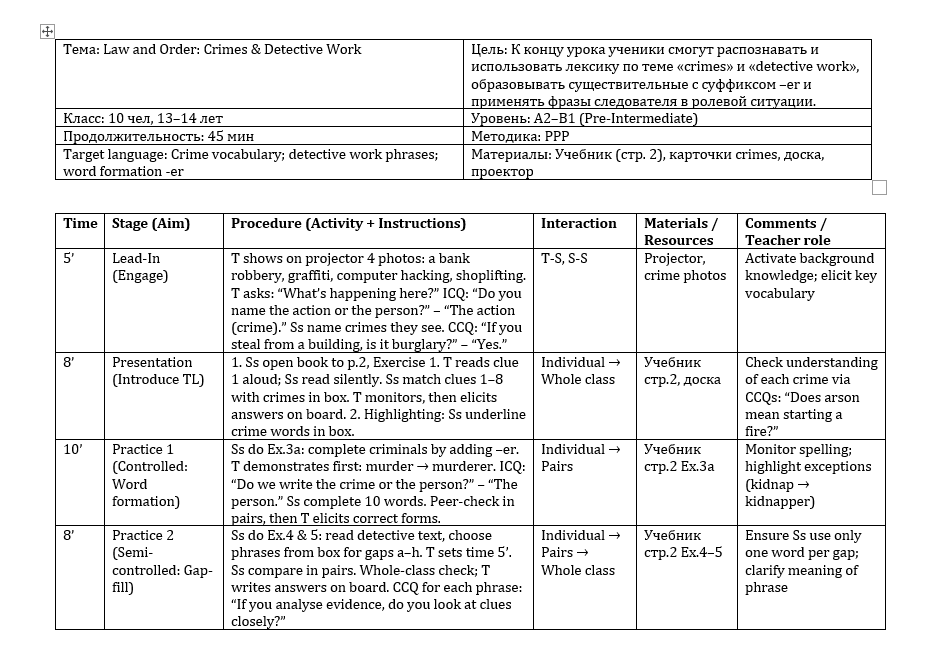 Тема: Law and Order: Crimes & Detective Work
Цель: К концу урока ученики смогут распознавать и
использовать лексику по теме «crimes» и «detective work»,
образовывать существительные с суффиксом –er и
применять фразы следователя в ролевой ситуации.
Класс: 10 чел, 13–14 лет
Уровень: A2–B1 (Pre-Intermediate)
Продолжительность: 45 мин
Методика: PPP
Target language: Crime vocabulary; detective work phrases;
word formation -er
Материалы: Учебник (стр. 2), карточки crimes, доска,
проектор
Time
Stage (Aim)
Procedure (Activity + Instructions)
Interaction
Materials /
Resources
Comments /
Teacher role
5’
Lead-In
(Engage)
T shows on projector 4 photos: a bank
robbery, graffiti, computer hacking, shoplifting.
T asks: “What’s happening here?” ICQ: “Do you
name the action or the person?” – “The action
(crime).” Ss name crimes they see. CCQ: “If you
steal from a building, is it burglary?” – “Yes.”
T-S, S-S
Projector,
crime photos
Activate background
knowledge; elicit key
vocabulary
8’
Presentation
(Introduce TL)
1. Ss open book to p.2, Exercise 1. T reads clue
1 aloud; Ss read silently. Ss match clues 1–8
with crimes in box. T monitors, then elicits
answers on board. 2. Highlighting: Ss underline
crime words in box.
Individual →
Whole class
Учебник
стр.2, доска
Check understanding
of each crime via
CCQs: “Does arson
mean starting a
fire?”
10’
Practice 1
(Controlled:
Word
formation)
Ss do Ex.3a: complete criminals by adding –er.
T demonstrates first: murder → murderer. ICQ:
“Do we write the crime or the person?” – “The
person.” Ss complete 10 words. Peer-check in
pairs, then T elicits correct forms.
Individual →
Pairs
Учебник
стр.2 Ex.3a
Monitor spelling;
highlight exceptions
(kidnap →
kidnapper)
8’
Practice 2
(Semi-
controlled: Gap-
fill)
Ss do Ex.4 & 5: read detective text, choose
phrases from box for gaps a–h. T sets time 5’.
Ss compare in pairs. Whole-class check; T
writes answers on board. CCQ for each phrase:
“If you analyse evidence, do you look at clues
closely?”
Individual →
Pairs →
Whole class
Учебник
стр.2 Ex.4–5
Ensure Ss use only
one word per gap;
clarify meaning of
phrase